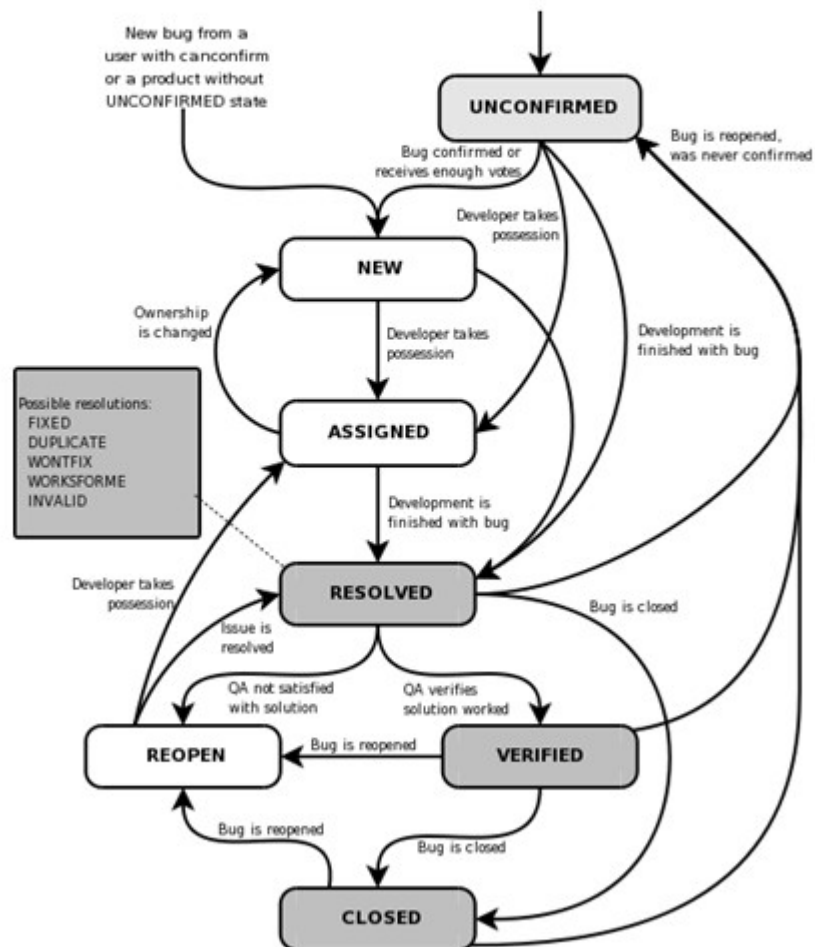 New bug from a
user with canconfirm
or a product without
UNCONFIRMED state
UNCONFIRMED
Bug is reopened,
was never confirmed
Bug confirmed or
receives enough votes
Developer takes
possession
NEW
Ownership
is changed
Developer takes
possession
Development is
finished with bug
Possible resolutions:
FIXED
DUPLICATE
WONTFIX
WORKSFORME
INVALID
ASSIGNED
Development is
finished with bug
Developer takes
possession
RESOLVED
Bug is closed
Issue is
resolved
QA not satisfied
with solution
QA verifies
solution worked
REOPEN
Bug is reopened
VERIFIED
Bug is reopened
Bug is closed
CLOSED